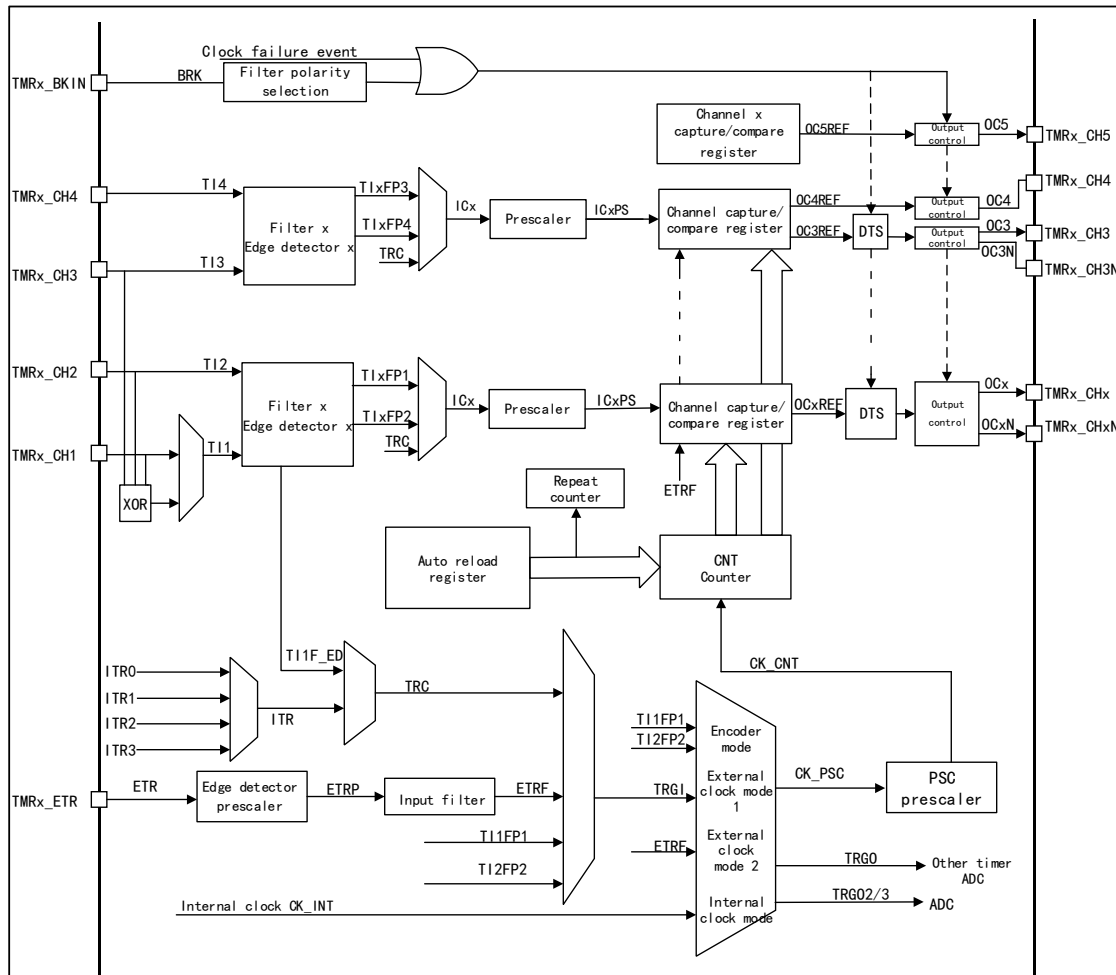 Clock failure event
TMRx_BKIN
BRK
Filter polarity
selection
Channel x
capture/compare
register
OC5REF
Output
control
OC5
TMRx_CH5
TMRx_CH4
TI4
TIxFP3
ICx
Prescaler
ICxPS
Channel capture/
compare register
OC4REF
Output
control
OC4
TMRx_CH4
Filter x
Edge detector x
TIxFP4
TRC
OC3REF
DTS
Output
control
OC3
TMRx_CH3
OC3N
TMRx_CH3N
TMRx_CH3
TI3
TMRx_CH2
TI2
TIxFP1
ICx
Prescaler
ICxPS
Channel capture/
compare register
OCxREF
DTS
Output
control
OCx
TMRx_CHx
OCxN
TMRx_CHxN
Filter x
Edge detector x
TIxFP2
TRC
TMRx_CH1
TI1
XOR
ETRF
Repeat
counter
Auto reload
register
CNT
Counter
CK_CNT
TI1F_ED
ITR0
ITR1
ITR2
ITR3
ITR
TRC
TI1FP1
TI2FP2
Encoder
mode
TMRx_ETR
ETR
Edge detector
prescaler
ETRP
Input filter
ETRF
TRGI
External
clock mode
1
CK_PSC
PSC
prescaler
TI1FP1
TI2FP2
ETRF
External
clock
mode 2
TRGO
Other timer
ADC
Internal clock CK_INT
Internal
clock mode
TRGO2/3
ADC